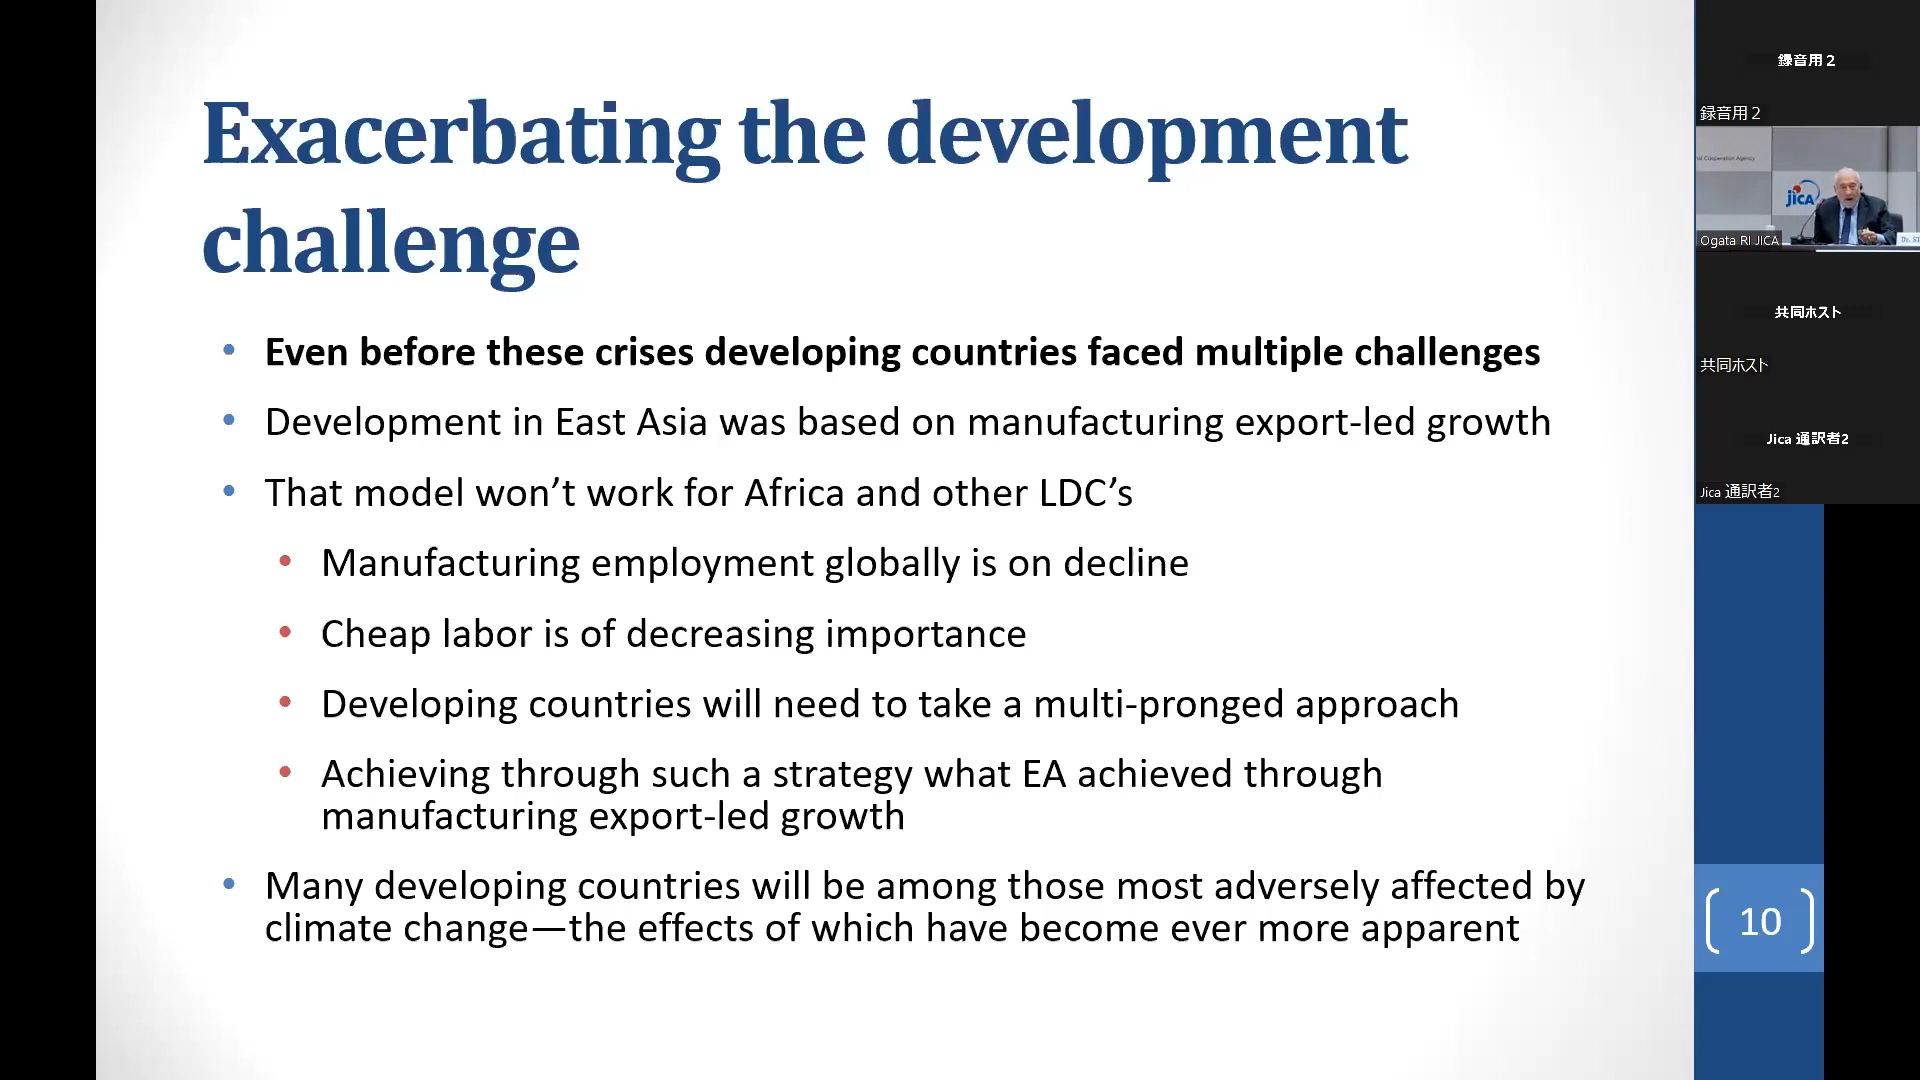 Exacerbating the development
challenge
• Even before these crises developing countries faced multiple challenges
• Development in East Asia was based on manufacturing export-led growth
• That model won’t work for Africa and other LDC’s
• Manufacturing employment globally is on decline
• Cheap labor is of decreasing importance
• Developing countries will need to take a multi-pronged approach
• Achieving through such a strategy what EA achieved through
manufacturing export-led growth
• Many developing countries will be among those most adversely affected by
climate change—the effects of which have become ever more apparent
10
録音用２
録音用２
nal Cooperation Agency
jICA
Ogata RI JICA
Dr.
共同ホスト
共同ホスト
Jica 通訳者2
Jica 通訳者2